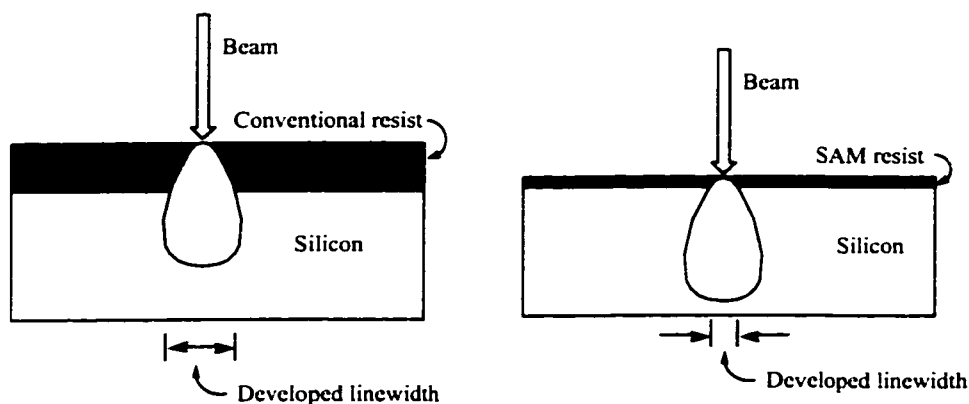 Beam
Conventional resist
Silicon
Developed linewidth
Beam
SAM resist
Silicon
Developed linewidth